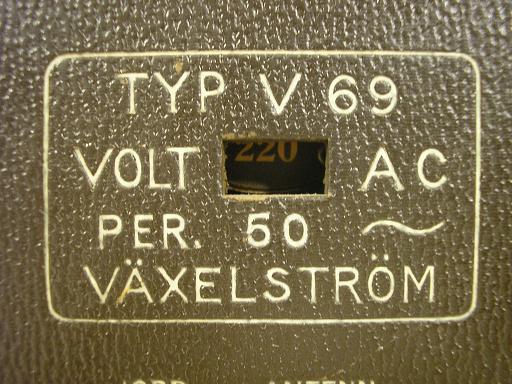 TYP V 69
VOLT 220 AC
PER. 50 ~
VÄXELSTRÖM